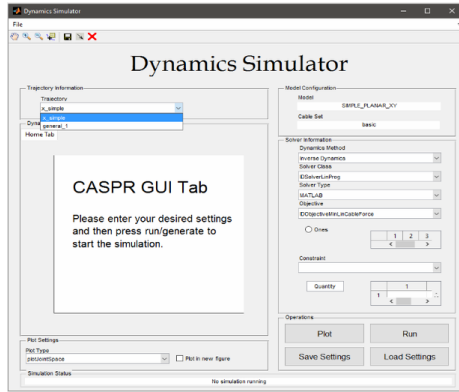 Dynamics Simulator
File
Dynamics Simulator
Trajectory Information
Trajectory
x_simple
x_simple
general_1
Home Tab
CASPR GUI Tab
Please enter your desired settings
and then press run/generate to
start the simulation.
Plot Settings
Plot Type
plotJointSpace
Plot in new figure
Simulation Status
No simulation running
Model Configuration
Model
SIMPLE_PLANAR_XY
Cable Set
basic
Solver Information
Dynamics Method
Inverse Dynamics
Solver Class
IDSolverLinProg
Solver Type
MATLAB
Objective
IDObjectiveMinLinCableForce
Ones
1 2 3
Constraint
Quantity
1
1
Operations
Plot
Run
Save Settings
Load Settings